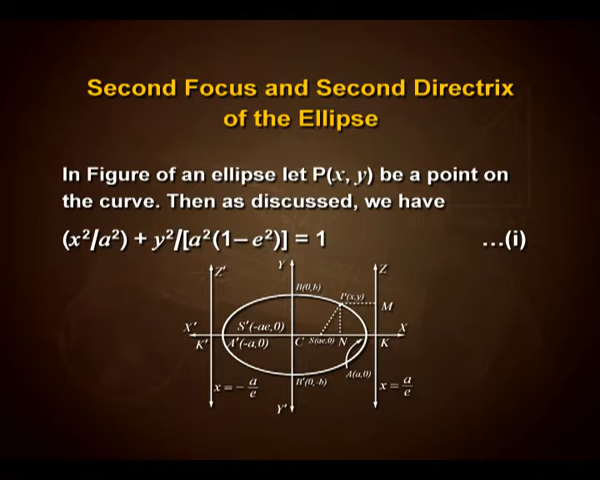 Second Focus and Second Directrix
of the Ellipse
In Figure of an ellipse let P(x, y) be a point on
the curve. Then as discussed, we have
(x²/a²) + y²/[a²(1–e²)] = 1 ...(i)
Z′ Y Z
B(0,b)
P(x,y)
M
X′ S′(-ae,0) X
K′ A′(-a,0) C S(ae,0) N K
A(a,0)
x = - a/e B′(0,-b) x = a/e
Y′